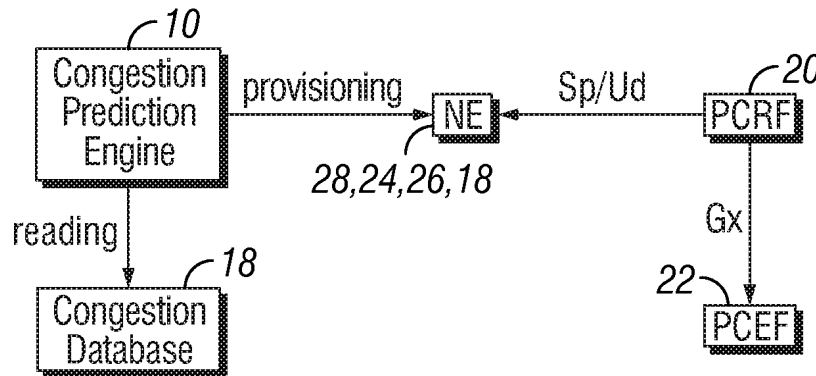 10
Congestion
Prediction
Engine
provisioning
NE
28,24,26,18
Sp/Ud
20
PCRF
reading
Gx
18
Congestion
Database
22
PCEF